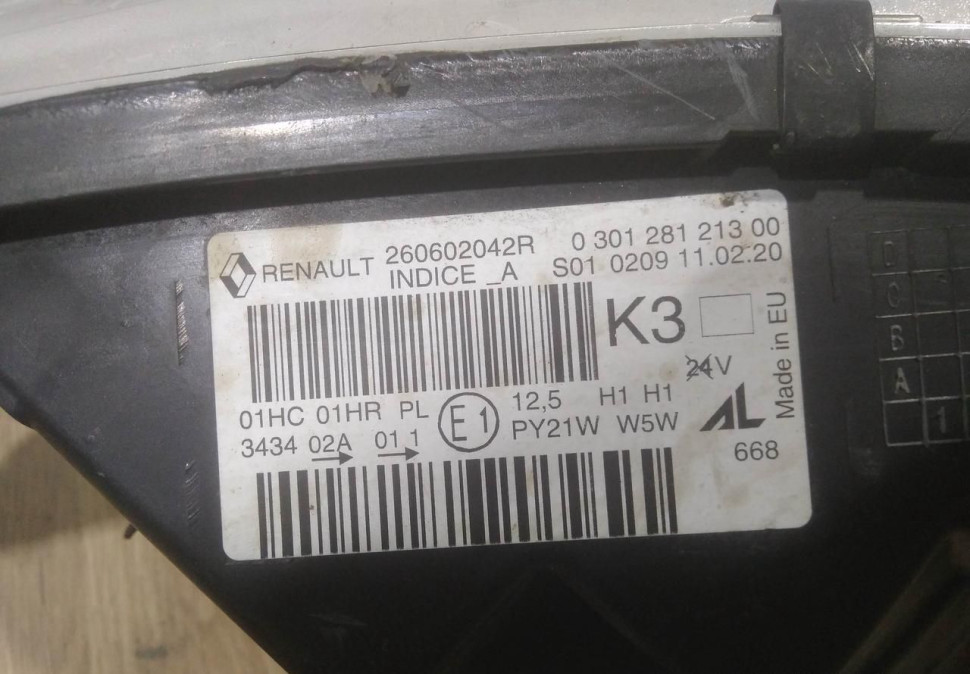 RENAULT 260602042R 0 301 281 213 00
INDICE _A S01 0209 11.02.20
K3
24V
Made in EU
01HC 01HR PL E1 12,5 H1 H1
3434 02A 01 1 PY21W W5W
AL
668
D
C
B
A
1